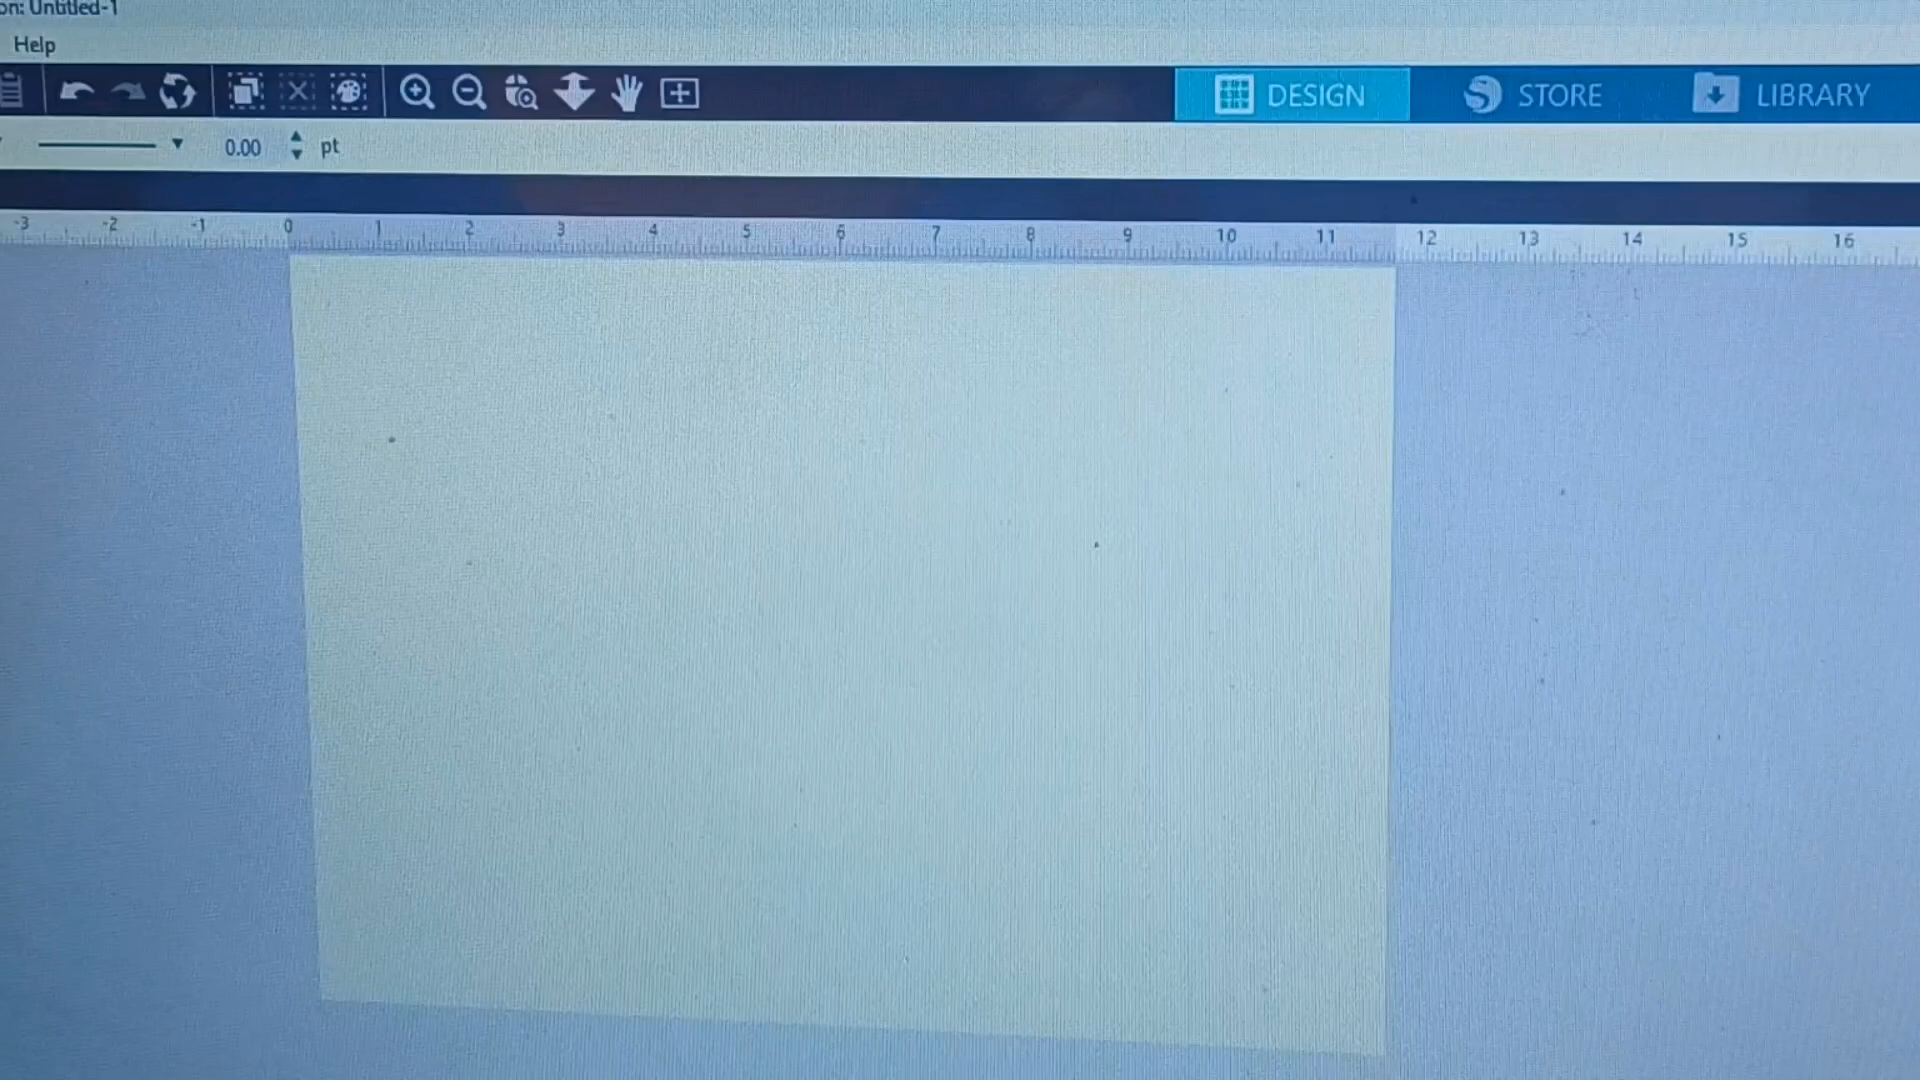 on: Untitled-1
Help
DESIGN STORE LIBRARY
0.00 pt
-3 -2 -1 0 1 2 3 4 5 6 7 8 9 10 11 12 13 14 15 16